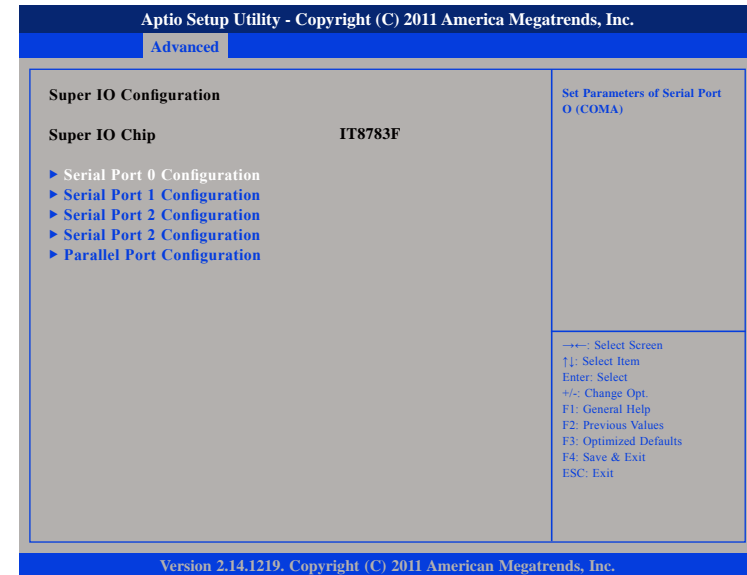 Aptio Setup Utility - Copyright (C) 2011 America Megatrends, Inc.
Advanced
Super IO Configuration
Super IO Chip IT8783F
▶ Serial Port 0 Configuration
▶ Serial Port 1 Configuration
▶ Serial Port 2 Configuration
▶ Serial Port 2 Configuration
▶ Parallel Port Configuration
Set Parameters of Serial Port
O (COMA)
→←: Select Screen
↑↓: Select Item
Enter: Select
+/-: Change Opt.
F1: General Help
F2: Previous Values
F3: Optimized Defaults
F4: Save & Exit
ESC: Exit
Version 2.14.1219. Copyright (C) 2011 American Megatrends, Inc.